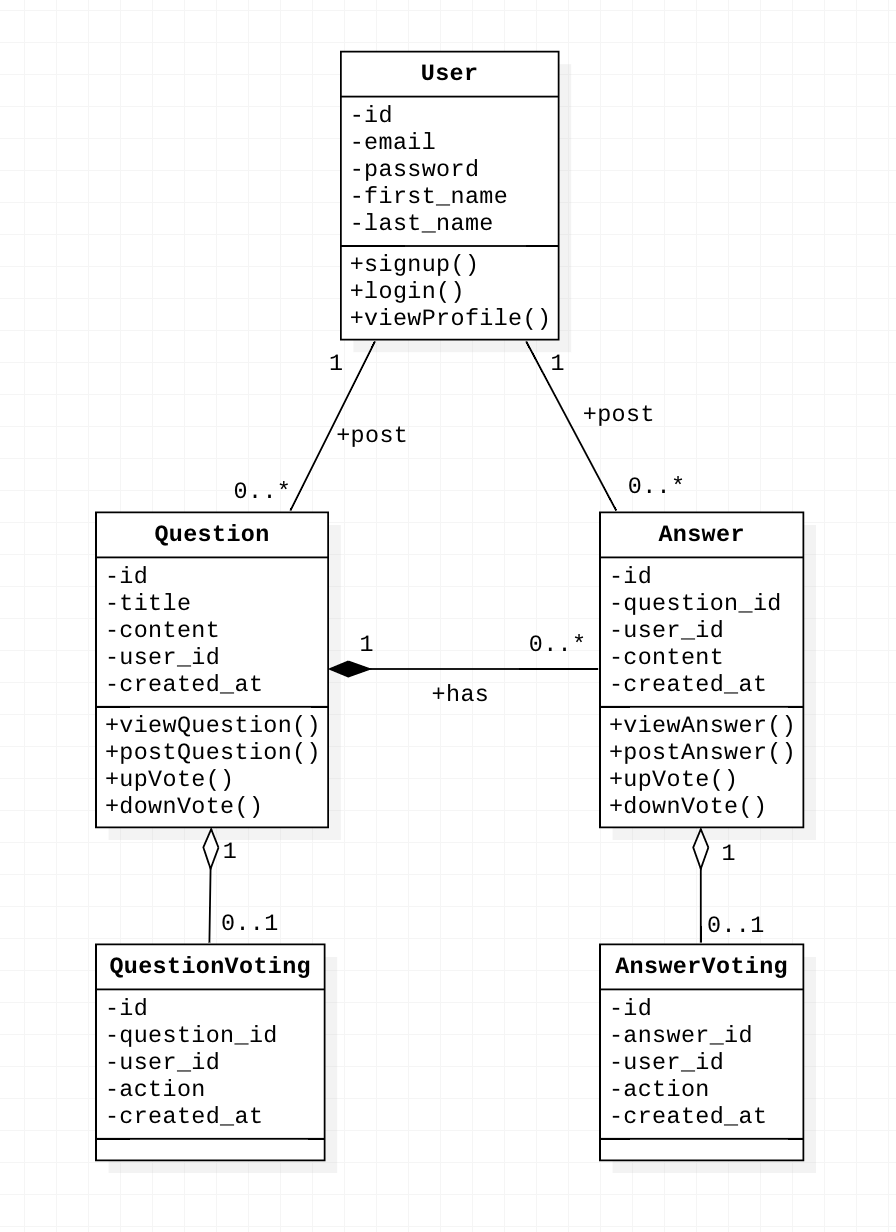 User
-id
-email
-password
-first_name
-last_name
+signup()
+login()
+viewProfile()
1
1
+post
+post
0..*
0..*
Question
-id
-title
-content
-user_id
-created_at
+viewQuestion()
+postQuestion()
+upVote()
+downVote()
1
0..*
+has
Answer
-id
-question_id
-user_id
-content
-created_at
+viewAnswer()
+postAnswer()
+upVote()
+downVote()
1
0..1
1
0..1
QuestionVoting
-id
-question_id
-user_id
-action
-created_at
AnswerVoting
-id
-answer_id
-user_id
-action
-created_at